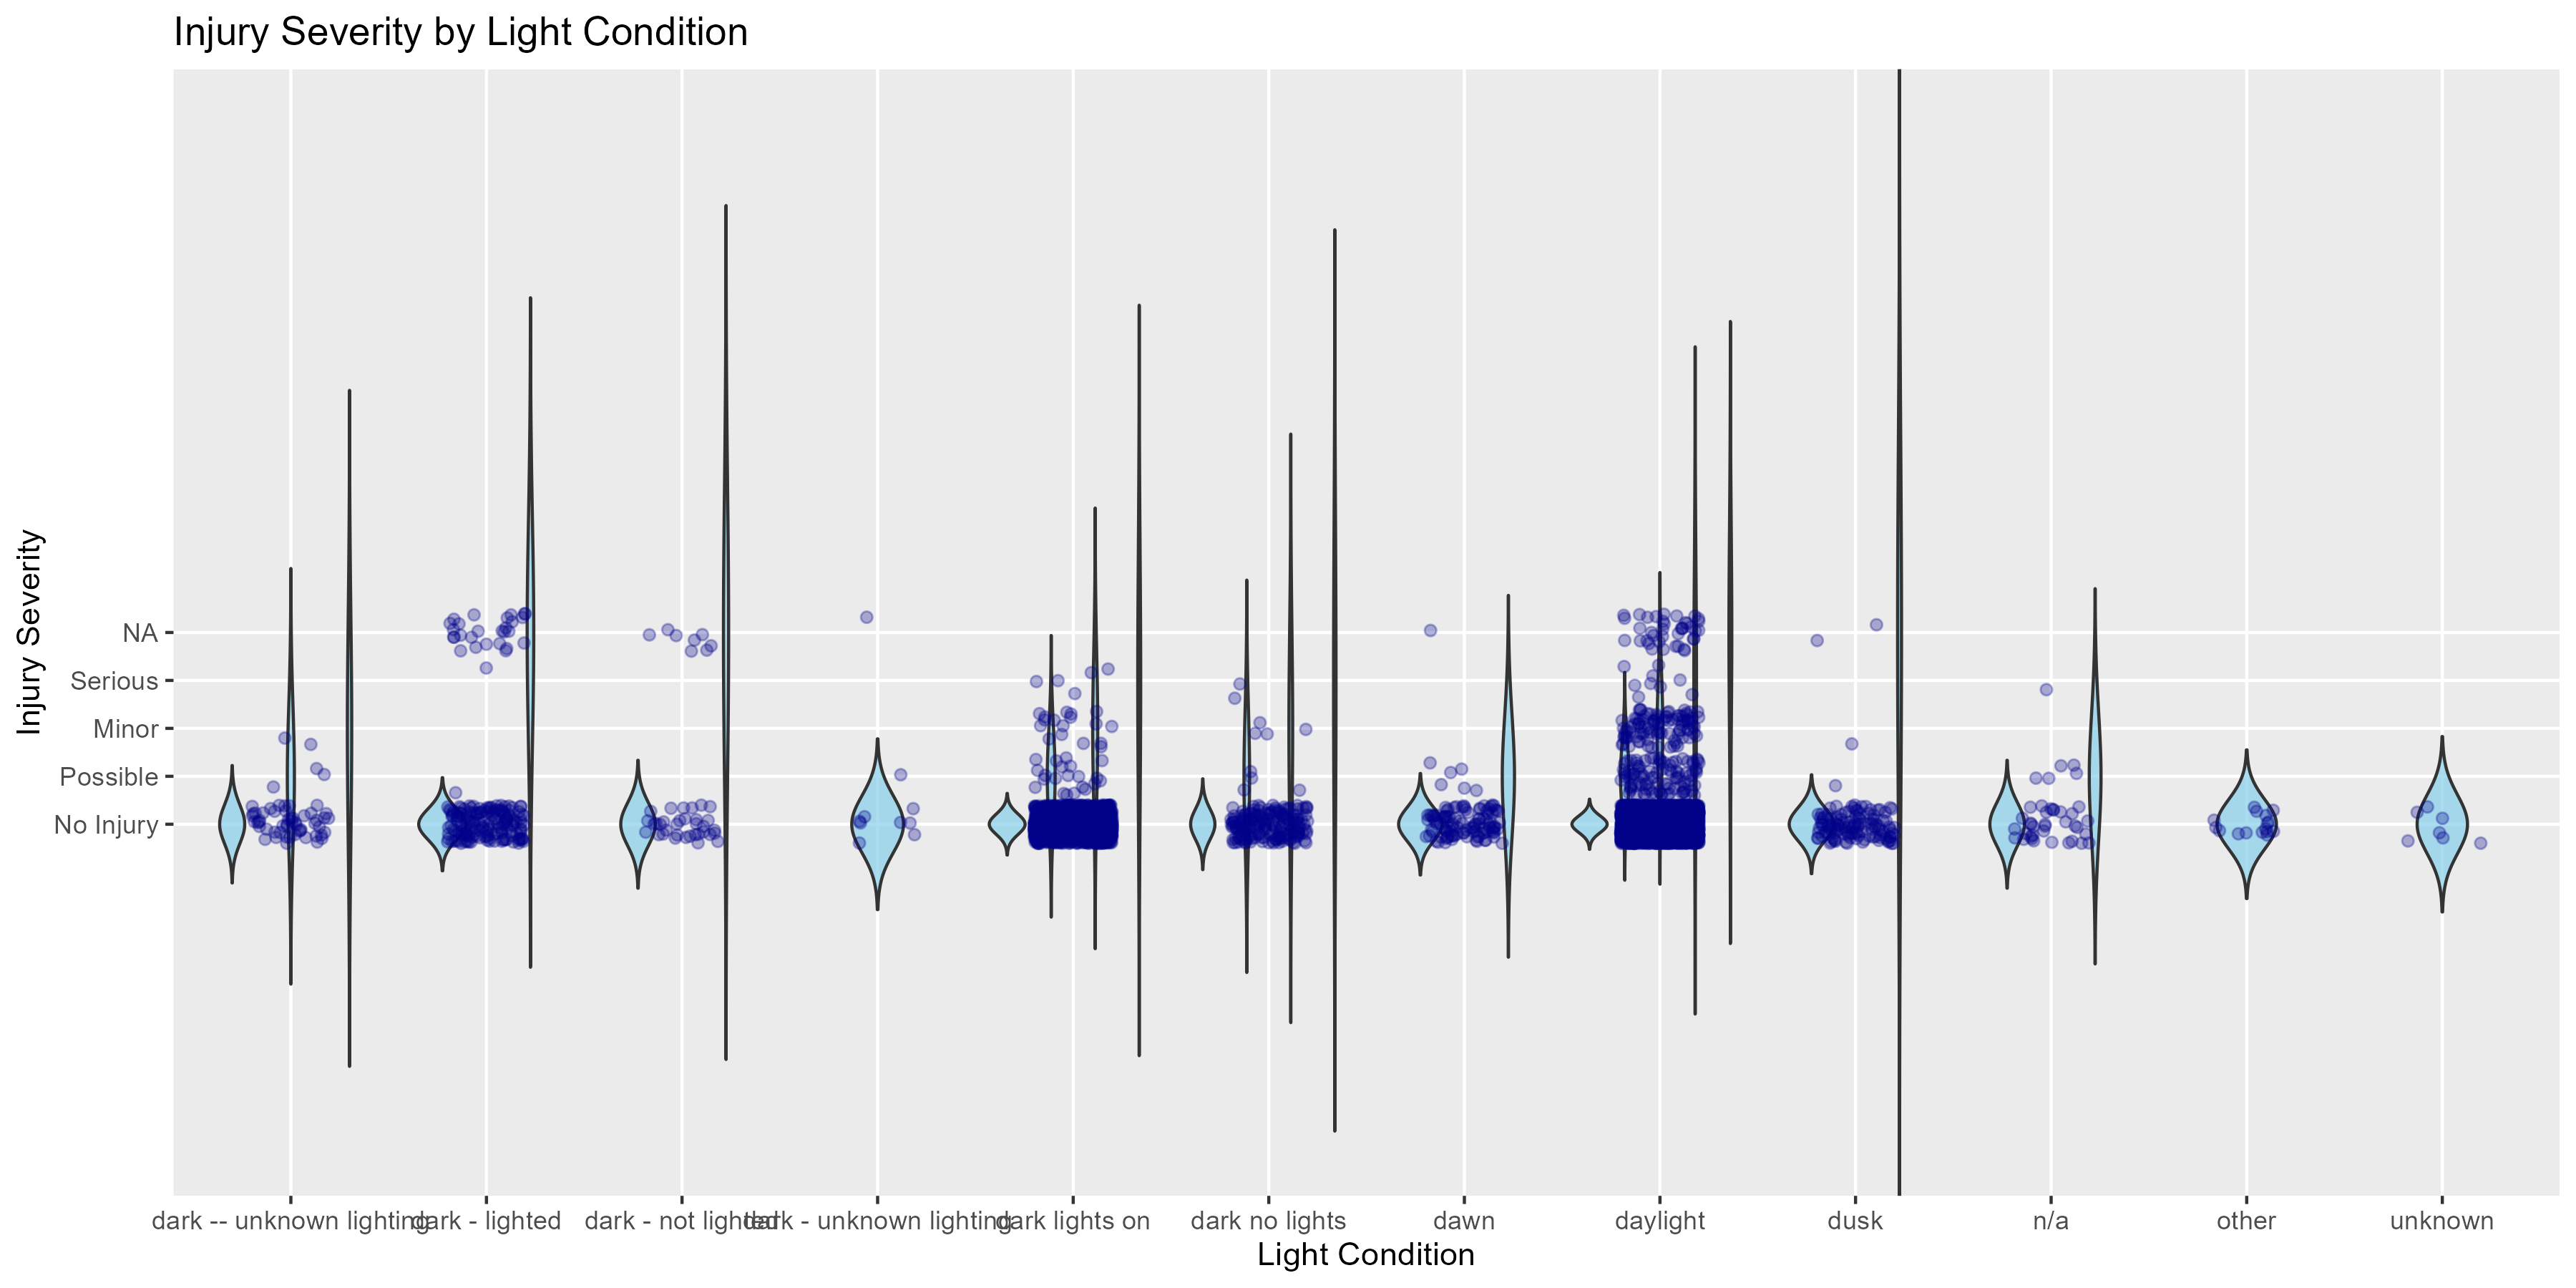 Injury Severity by Light Condition
Injury Severity
NA
Serious
Minor
Possible
No Injury
dark -- unknown lighting
dark - lighted
dark - not lighted
dark - unknown lighting
dark lights on
dark no lights
dawn
daylight
dusk
n/a
other
unknown
Light Condition